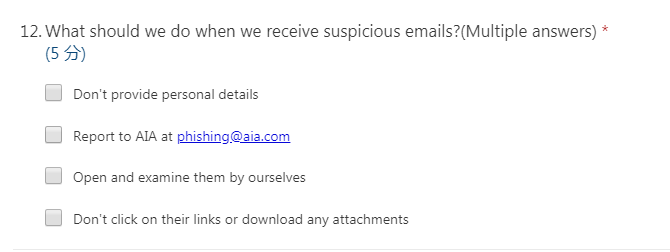 12. What should we do when we receive suspicious emails?(Multiple answers) *
(5 分)
Don't provide personal details
Report to AIA at phishing@aia.com
Open and examine them by ourselves
Don't click on their links or download any attachments